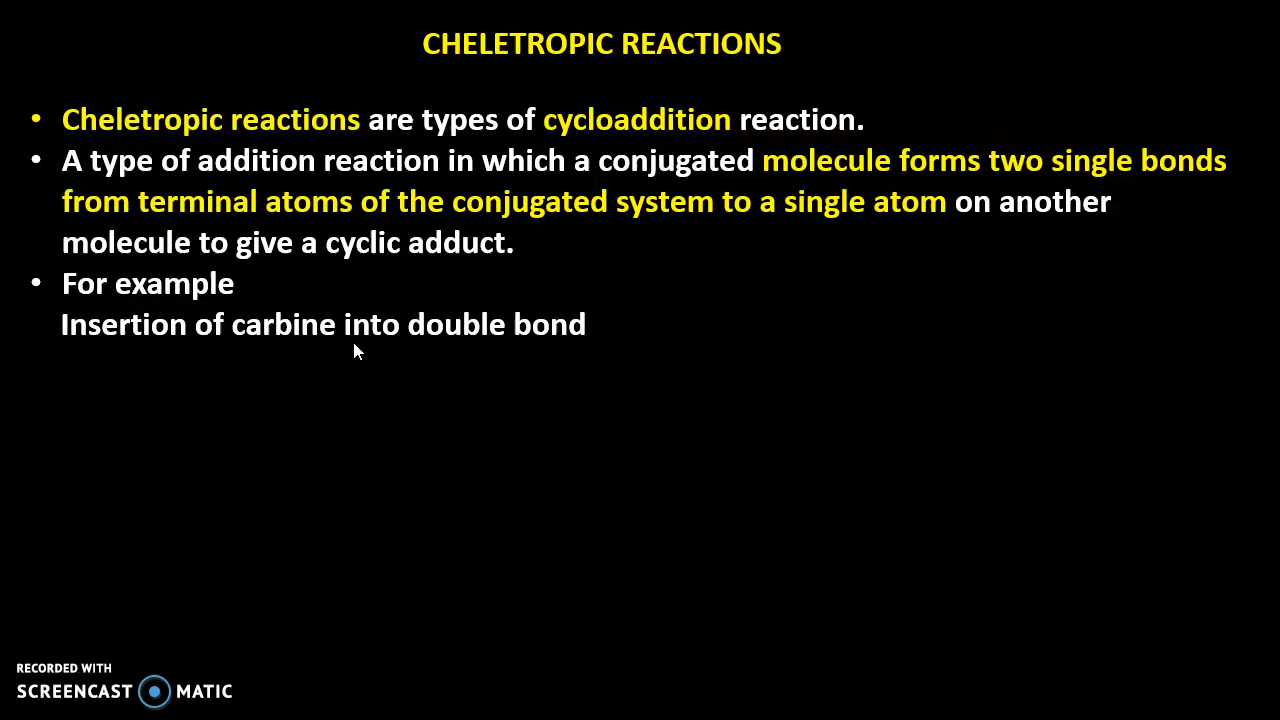 CHELETROPIC REACTIONS
• Cheletropic reactions are types of cycloaddition reaction.
• A type of addition reaction in which a conjugated molecule forms two single bonds
from terminal atoms of the conjugated system to a single atom on another
molecule to give a cyclic adduct.
• For example
Insertion of carbine into double bond
RECORDED WITH
SCREENCAST MATIC